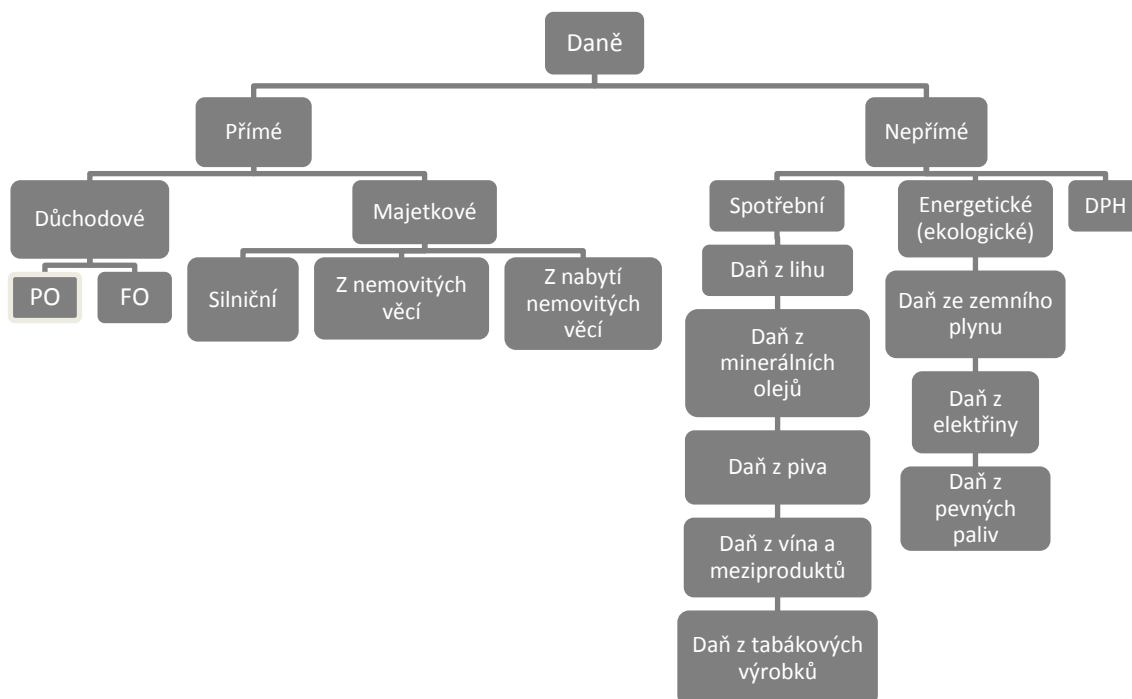 Daně
Přímé
Nepřímé
Důchodové
Majetkové
Spotřební
Energetické
(ekologické)
DPH
PO
FO
Silniční
Z nemovitých
věcí
Z nabytí
nemovitých
věcí
Daň z lihu
Daň z
minerálních
olejů
Daň z piva
Daň z vína a
meziproduktů
Daň z tabákových
výrobků
Daň ze zemního
plynu
Daň z
elektřiny
Daň z
pevných
paliv